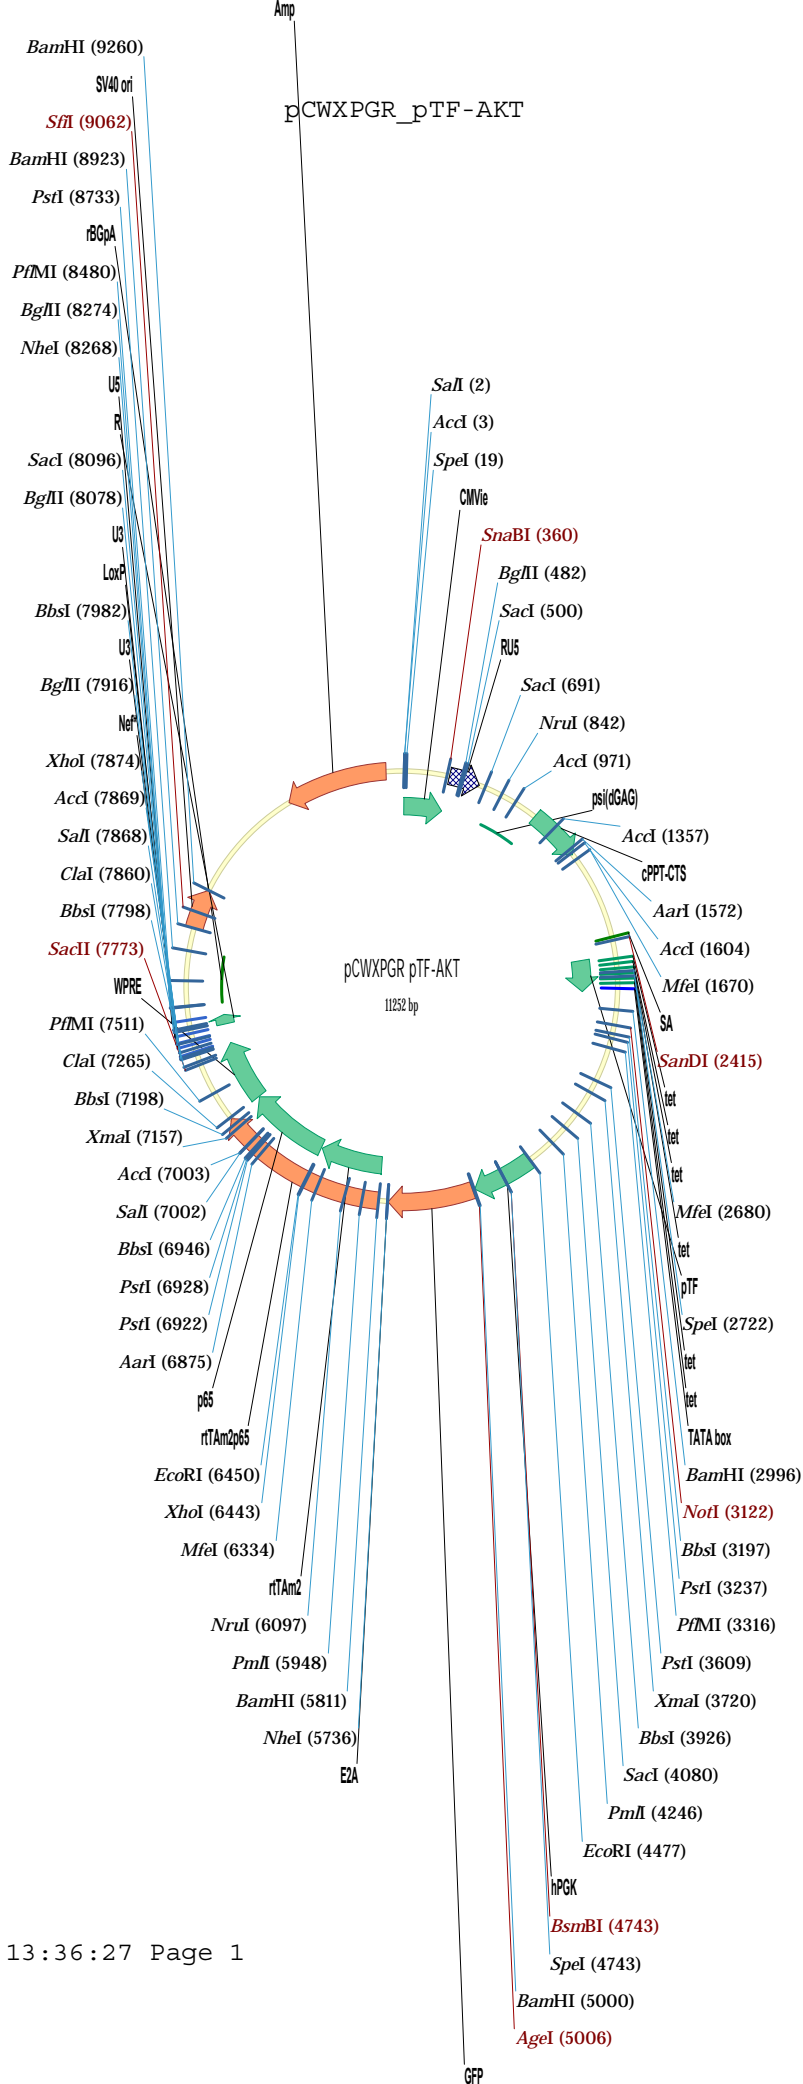 Amp
pCWXPGR_pTF-AKT
BamHI (9260)
SV40 ori
SfiI (9062)
BamHI (8923)
PstI (8733)
rBGpA
PflMI (8480)
BglII (8274)
NheI (8268)
U5
R
SacI (8096)
BglII (8078)
U3
LoxP
BbsI (7982)
U3
BglII (7916)
Nef*
XhoI (7874)
AccI (7869)
SalI (7868)
ClaI (7860)
BbsI (7798)
SacII (7773)
WPRE
PflMI (7511)
ClaI (7265)
BbsI (7198)
XmaI (7157)
AccI (7003)
SalI (7002)
BbsI (6946)
PstI (6928)
PstI (6922)
AarI (6875)
p65
rtTAm2p65
EcoRI (6450)
XhoI (6443)
MfeI (6334)
rtTAm2
NruI (6097)
PmlI (5948)
BamHI (5811)
NheI (5736)
E2A
SalI (2)
AccI (3)
SpeI (19)
CMVie
SnaBI (360)
BglII (482)
SacI (500)
RU5
SacI (691)
NruI (842)
AccI (971)
psi(dGAG)
AccI (1357)
cPPT-CTS
AarI (1572)
AccI (1604)
MfeI (1670)
SA
SanDI (2415)
tet
tet
tet
MfeI (2680)
tet
pTF
SpeI (2722)
tet
tet
TATA box
BamHI (2996)
NotI (3122)
BbsI (3197)
PstI (3237)
PflMI (3316)
PstI (3609)
XmaI (3720)
BbsI (3926)
SacI (4080)
PmlI (4246)
EcoRI (4477)
hPGK
BsmBI (4743)
SpeI (4743)
BamHI (5000)
AgeI (5006)
GFP
pCWXPGR pTF-AKT
11252 bp
13:36:27 Page 1